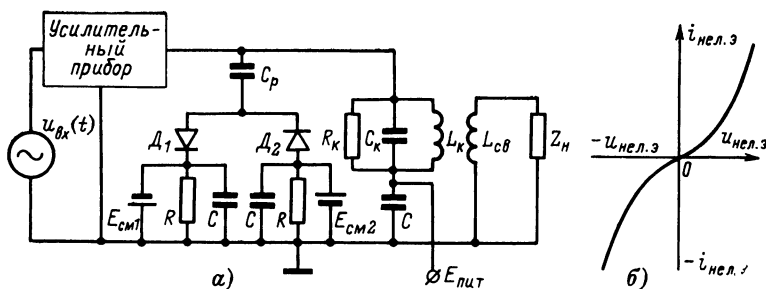 Усилитель-
ный
прибор
u_вх(t)
C_р
Д_1
Д_2
R_к
C_к
L_к
L_св
Z_н
E_см1
R
C
C
R
E_см2
C
E_пит
а)
i_нел.э
-u_нел.э
u_нел.э
0
-i_нел.э
б)